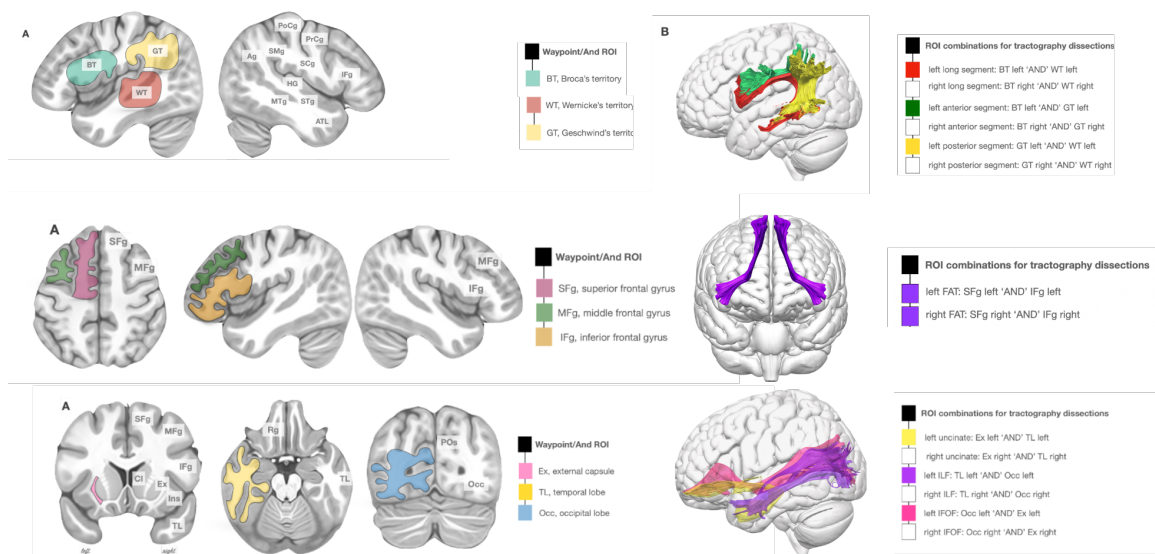 A
BT
GT
WT
PoCg
PrCg
SMg
Ag
SCg
IFg
HG
MTg
STg
ATL
Waypoint/And ROI
BT, Broca's territory
WT, Wernicke's territory
GT, Geschwind's territo
B
ROI combinations for tractography dissections
left long segment: BT left 'AND' WT left
right long segment: BT right 'AND' WT right
left anterior segment: BT left 'AND' GT left
right anterior segment: BT right 'AND' GT right
left posterior segment: GT left 'AND' WT left
right posterior segment: GT right 'AND' WT right
A
SFg
MFg
MFg
IFg
Waypoint/And ROI
SFg, superior frontal gyrus
MFg, middle frontal gyrus
IFg, inferior frontal gyrus
ROI combinations for tractography dissections
left FAT: SFg left 'AND' IFg left
right FAT: SFg right 'AND' IFg right
A
SFg
MFg
IFg
Cl
Ex
Ins
TL
left
right
Rg
TL
POs
Occ
Waypoint/And ROI
Ex, external capsule
TL, temporal lobe
Occ, occipital lobe
ROI combinations for tractography dissections
left uncinate: Ex left 'AND' TL left
right uncinate: Ex right 'AND' TL right
left ILF: TL left 'AND' Occ left
right ILF: TL right 'AND' Occ right
left IFOF: Occ left 'AND' Ex left
right IFOF: Occ right 'AND' Ex right